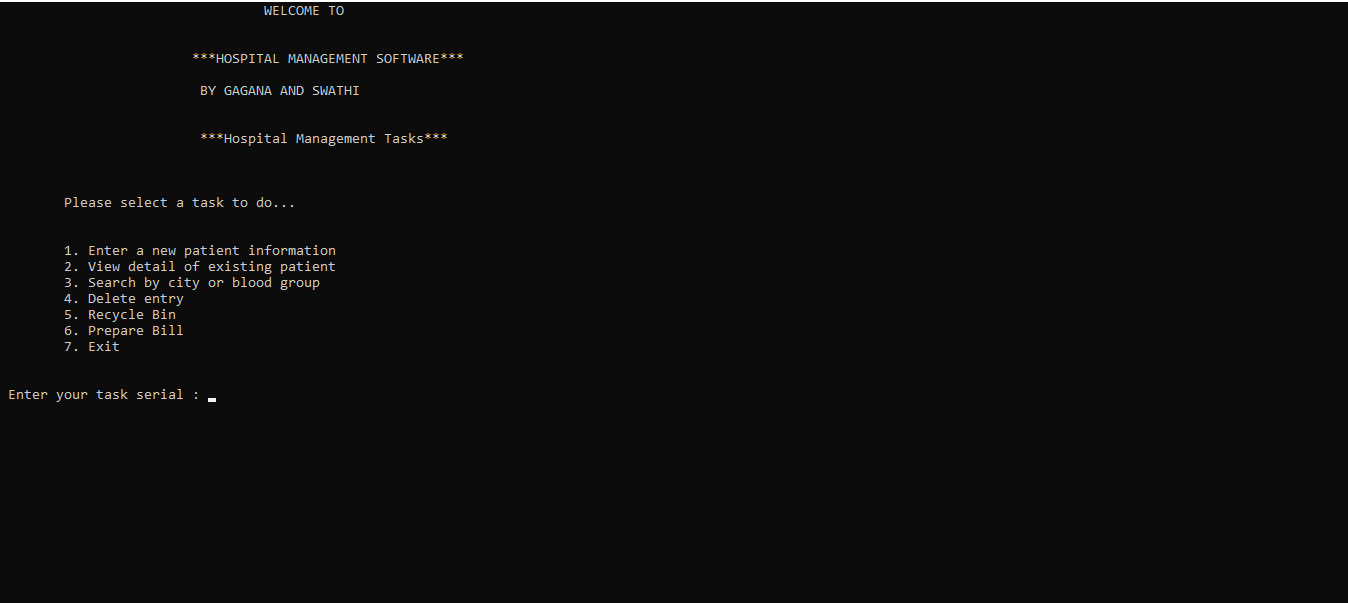 WELCOME TO
***HOSPITAL MANAGEMENT SOFTWARE***
BY GAGANA AND SWATHI
***Hospital Management Tasks***
Please select a task to do...
1. Enter a new patient information
2. View detail of existing patient
3. Search by city or blood group
4. Delete entry
5. Recycle Bin
6. Prepare Bill
7. Exit
Enter your task serial :